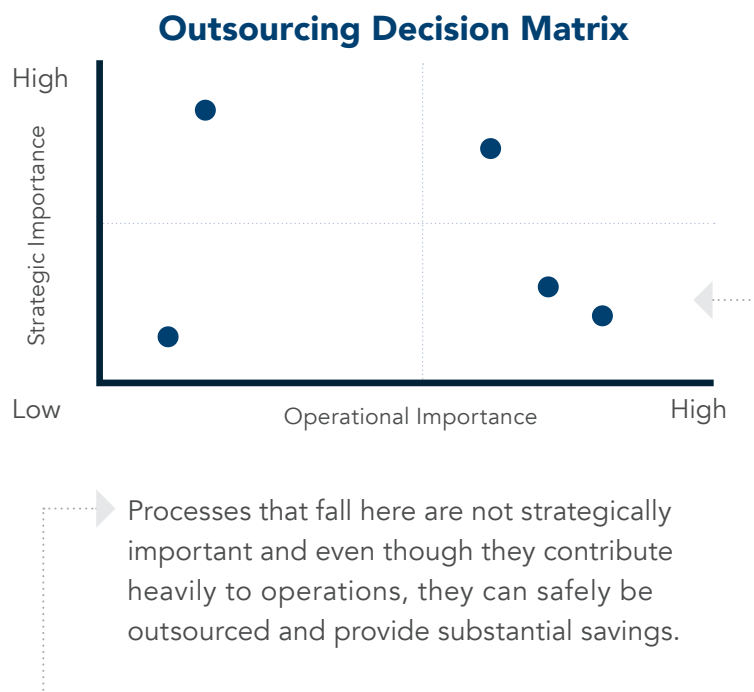 Outsourcing Decision Matrix
High
Strategic Importance
Low
Operational Importance
High
Processes that fall here are not strategically
important and even though they contribute
heavily to operations, they can safely be
outsourced and provide substantial savings.